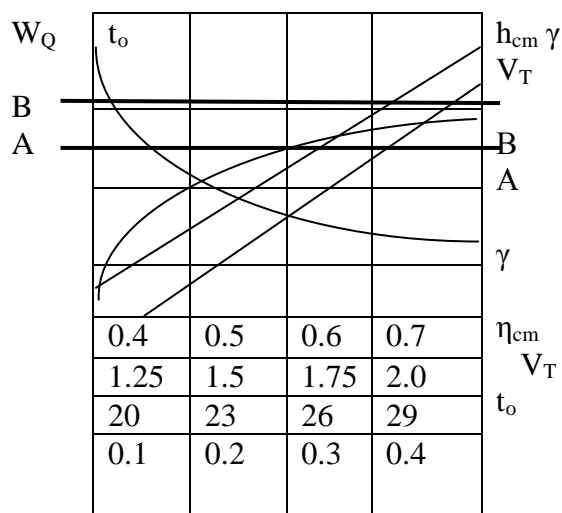 W_Q t_o h_cm γ
V_T
B
A B
A
γ
0.4 0.5 0.6 0.7 η_cm
1.25 1.5 1.75 2.0 V_T
20 23 26 29 t_o
0.1 0.2 0.3 0.4